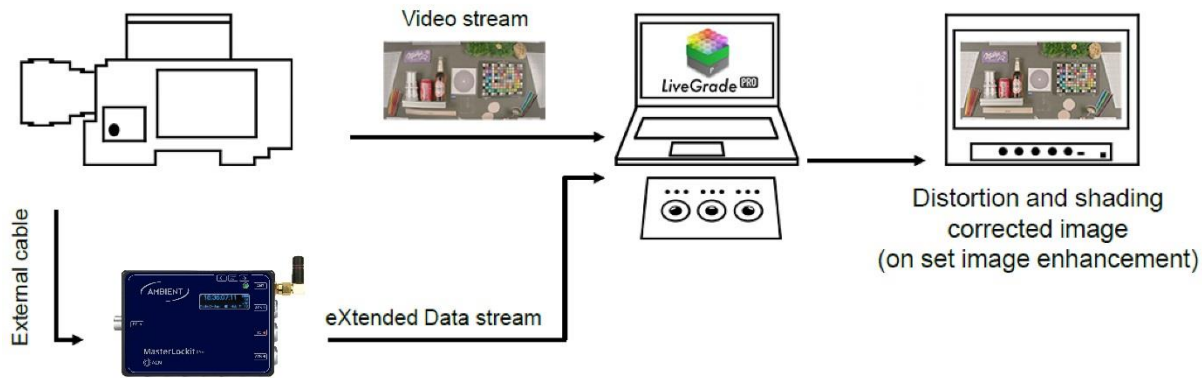 Video stream
LiveGrade PRO
External cable
AMBIENT
MasterLockit
ACN
eXtended Data stream
Distortion and shading
corrected image
(on set image enhancement)